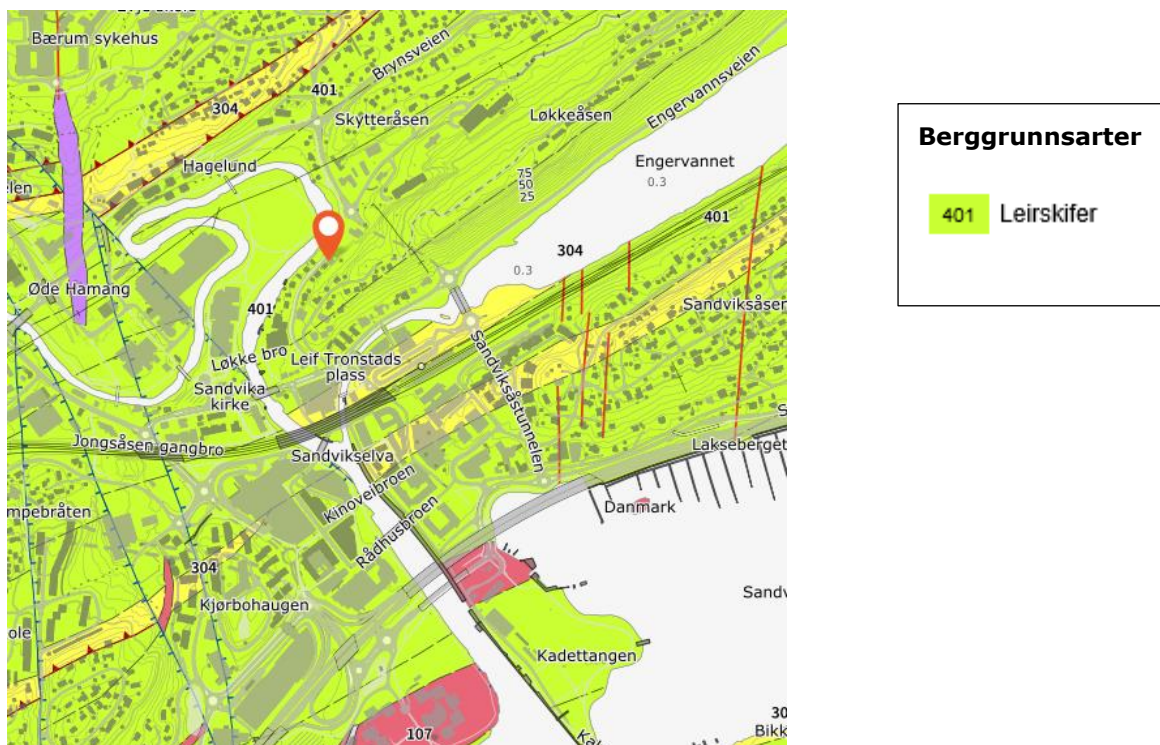 Bærum sykehus
Brynsveien
401
304
Skytteråsen
Løkkeåsen
Engervannsveien
Hagelund
elen
Engervannet
0.3
75
50
25
401
304
0.3
Øde Hamang
401
Sandviksåsen
Løkke bro
Leif Tronstads
plass
Sandvika
kirke
Sandviksåstunnelen
Jongsåsen gangbro
Sandvikselva
Lakseberget
Kinoveibroen
Danmark
mpebråten
Rådhusbroen
304
Kjørbohaugen
Sandv
ole
Kadettangen
107
30
Bikk
Berggrunnsarter
401 Leirskifer